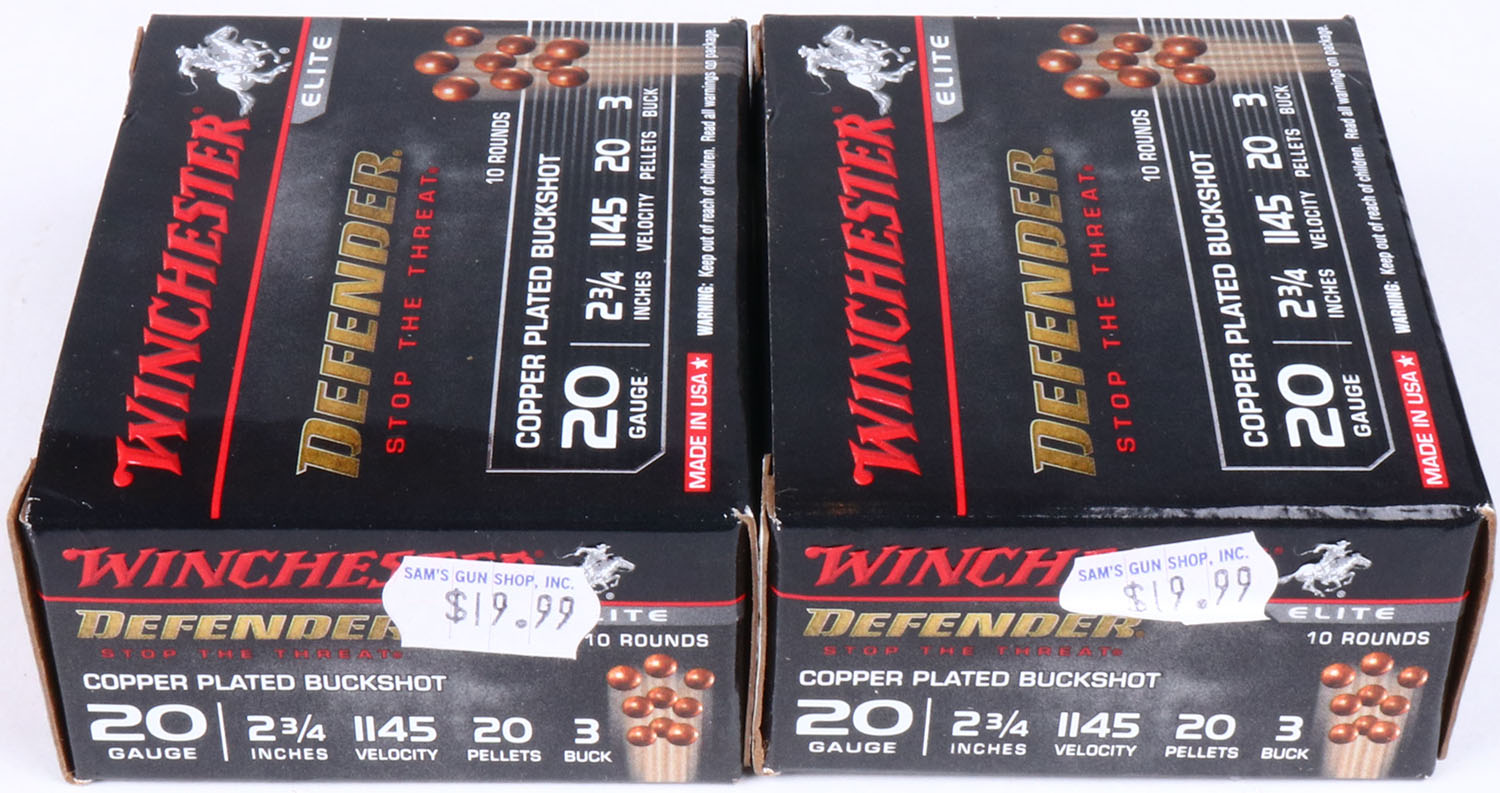 WINCHESTER®
ELITE
DEFENDER®
STOP THE THREAT®
10 ROUNDS
COPPER PLATED BUCKSHOT
20 GAUGE
2 3/4 INCHES
1145 VELOCITY
20 PELLETS
3 BUCK
MADE IN USA
WARNING: Keep out of reach of children. Read all warnings on package.
WINCHESTER
SAM'S GUN SHOP, INC.
$19.99
DEFENDER
ELITE
STOP THE THREAT®
10 ROUNDS
COPPER PLATED BUCKSHOT
20 GAUGE
2 3/4 INCHES
1145 VELOCITY
20 PELLETS
3 BUCK
WINCHESTER®
ELITE
DEFENDER®
STOP THE THREAT®
10 ROUNDS
COPPER PLATED BUCKSHOT
20 GAUGE
2 3/4 INCHES
1145 VELOCITY
20 PELLETS
3 BUCK
MADE IN USA
WARNING: Keep out of reach of children. Read all warnings on package.
WINCH
SAM'S GUN SHOP, INC.
$19.99
DEFENDER®
ELITE
STOP THE THREAT®
10 ROUNDS
COPPER PLATED BUCKSHOT
20 GAUGE
2 3/4 INCHES
1145 VELOCITY
20 PELLETS
3 BUCK